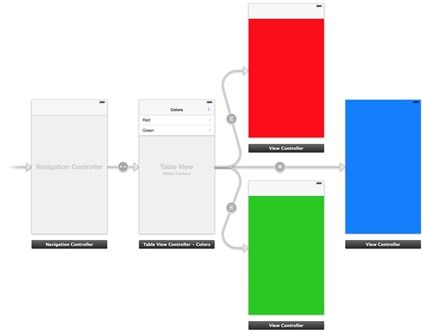 View Controller
Colors
+
Red
Green
Navigation Controller
Table View
Static Content
Navigation Controller
Table View Controller – Colors
View Controller
View Controller